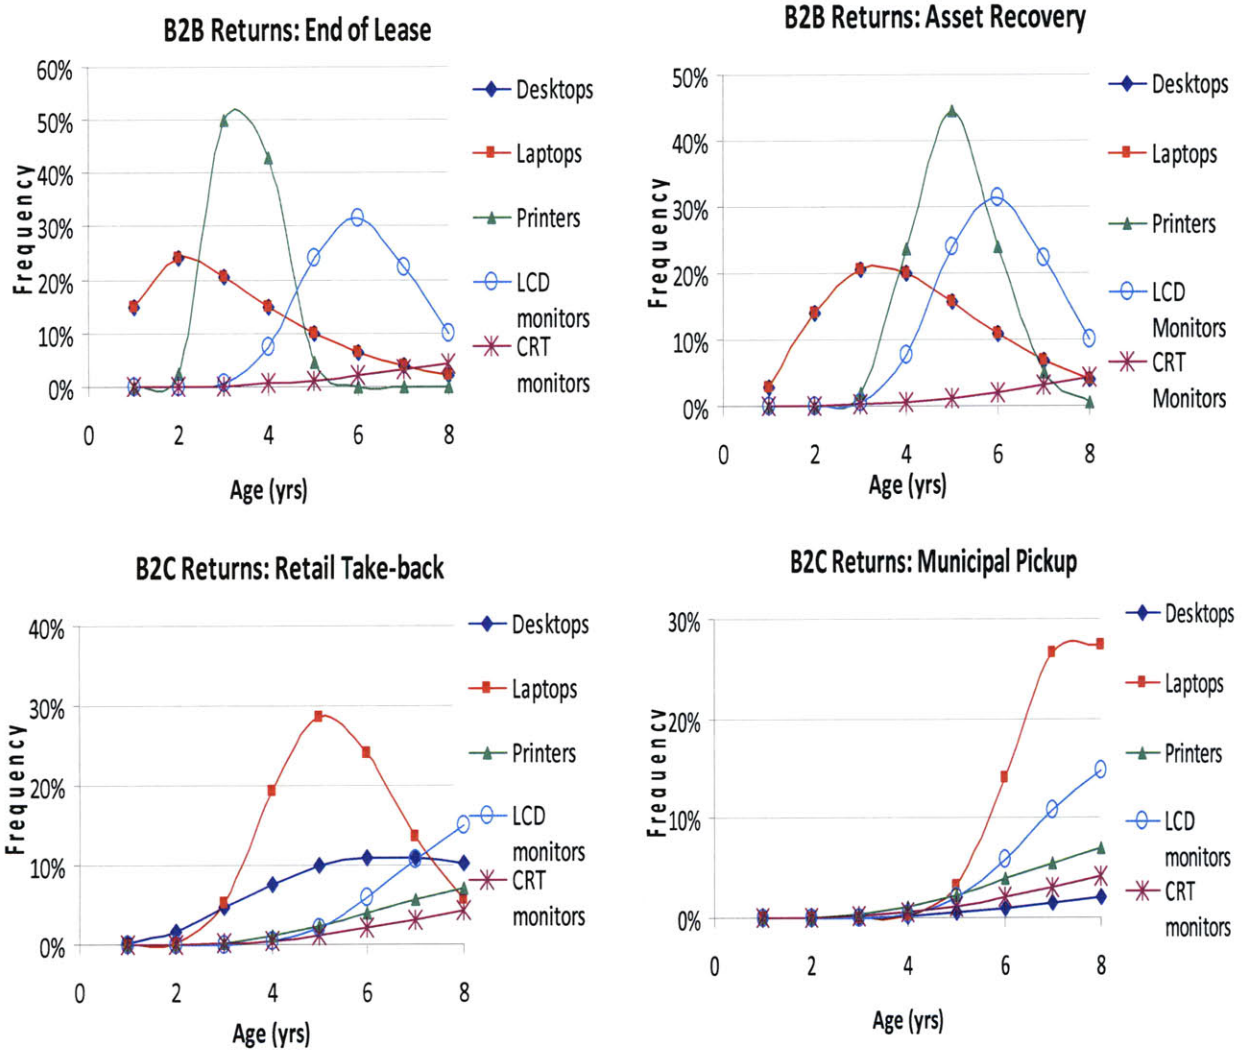 B2B Returns: End of Lease
60%
50%
40%
30%
20%
10%
0%
Frequency
0 2 4 6 8
Age (yrs)
Desktops
Laptops
Printers
LCD
monitors
CRT
monitors
B2B Returns: Asset Recovery
50%
40%
30%
20%
10%
0%
Frequency
0 2 4 6 8
Age (yrs)
Desktops
Laptops
Printers
LCD
Monitors
CRT
Monitors
B2C Returns: Retail Take-back
40%
30%
20%
10%
0%
Frequency
0 2 4 6 8
Age (yrs)
Desktops
Laptops
Printers
LCD
monitors
CRT
monitors
B2C Returns: Municipal Pickup
30%
20%
10%
0%
Frequency
0 2 4 6 8
Age (yrs)
Desktops
Laptops
Printers
LCD
monitors
CRT
monitors